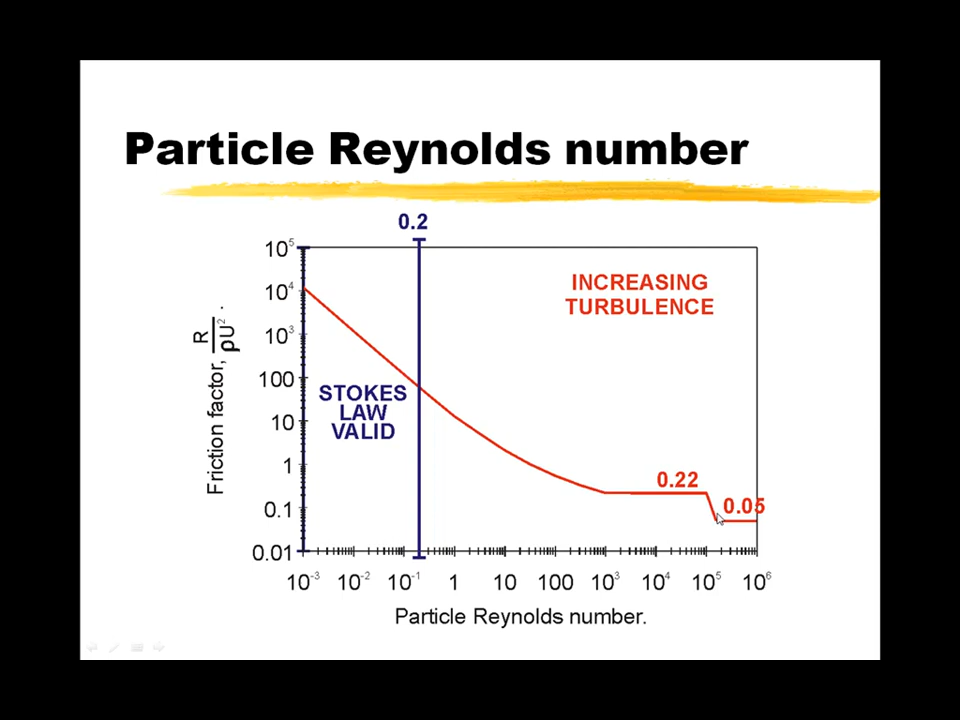 Particle Reynolds number
0.2
INCREASING
TURBULENCE
Friction factor, R/ρU² .
10⁵
10⁴
10³
100
10
1
0.1
0.01
STOKES
LAW
VALID
0.22
0.05
10⁻³ 10⁻² 10⁻¹ 1 10 100 10³ 10⁴ 10⁵ 10⁶
Particle Reynolds number.